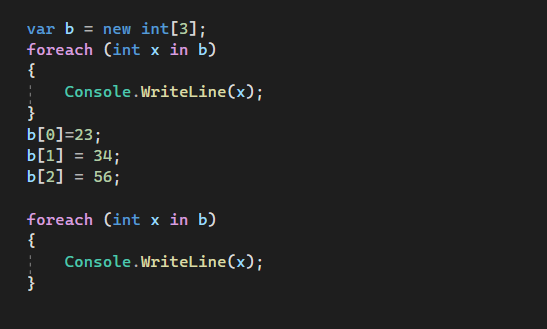 var b = new int[3];
foreach (int x in b)
{
    Console.WriteLine(x);
}
b[0]=23;
b[1] = 34;
b[2] = 56;

foreach (int x in b)
{
    Console.WriteLine(x);
}